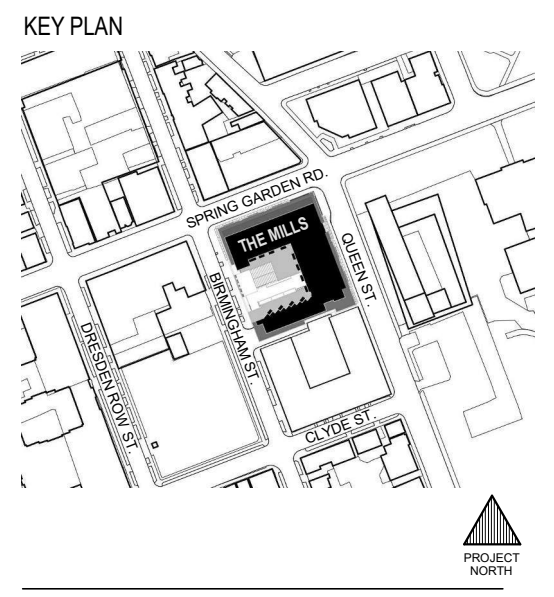 KEY PLAN
SPRING GARDEN RD.
THE MILLS
QUEEN ST.
BIRMINGHAM ST.
DRESDEN ROW ST.
CLYDE ST.
PROJECT
NORTH